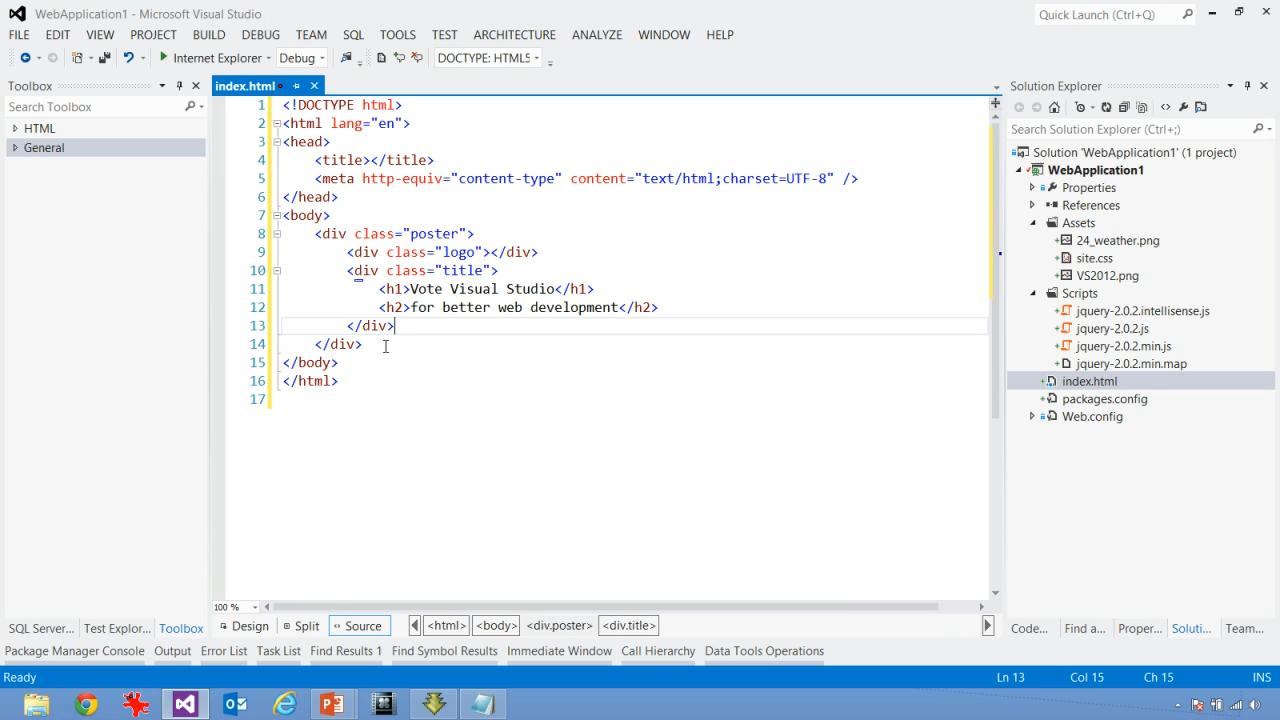 WebApplication1 - Microsoft Visual Studio
Quick Launch (Ctrl+Q)
FILE EDIT VIEW PROJECT BUILD DEBUG TEAM SQL TOOLS TEST ARCHITECTURE ANALYZE WINDOW HELP
Internet Explorer Debug DOCTYPE: HTML5
Toolbox
Search Toolbox
HTML
General
index.html
1 <!DOCTYPE html>
2 <html lang="en">
3 <head>
4 <title></title>
5 <meta http-equiv="content-type" content="text/html;charset=UTF-8" />
6 </head>
7 <body>
8 <div class="poster">
9 <div class="logo"></div>
10 <div class="title">
11 <h1>Vote Visual Studio</h1>
12 <h2>for better web development</h2>
13 </div>
14 </div>
15 </body>
16 </html>
17
Solution Explorer
Search Solution Explorer (Ctrl+;)
Solution 'WebApplication1' (1 project)
WebApplication1
Properties
References
Assets
24_weather.png
site.css
VS2012.png
Scripts
jquery-2.0.2.intellisense.js
jquery-2.0.2.js
jquery-2.0.2.min.js
jquery-2.0.2.min.map
index.html
packages.config
Web.config
100 %
SQL Server... Test Explor... Toolbox
Design Split Source <html> <body> <div.poster> <div.title>
Code... Find a... Proper... Soluti... Team...
Package Manager Console Output Error List Task List Find Results 1 Find Symbol Results Immediate Window Call Hierarchy Data Tools Operations
Ready Ln 13 Col 15 Ch 15 INS